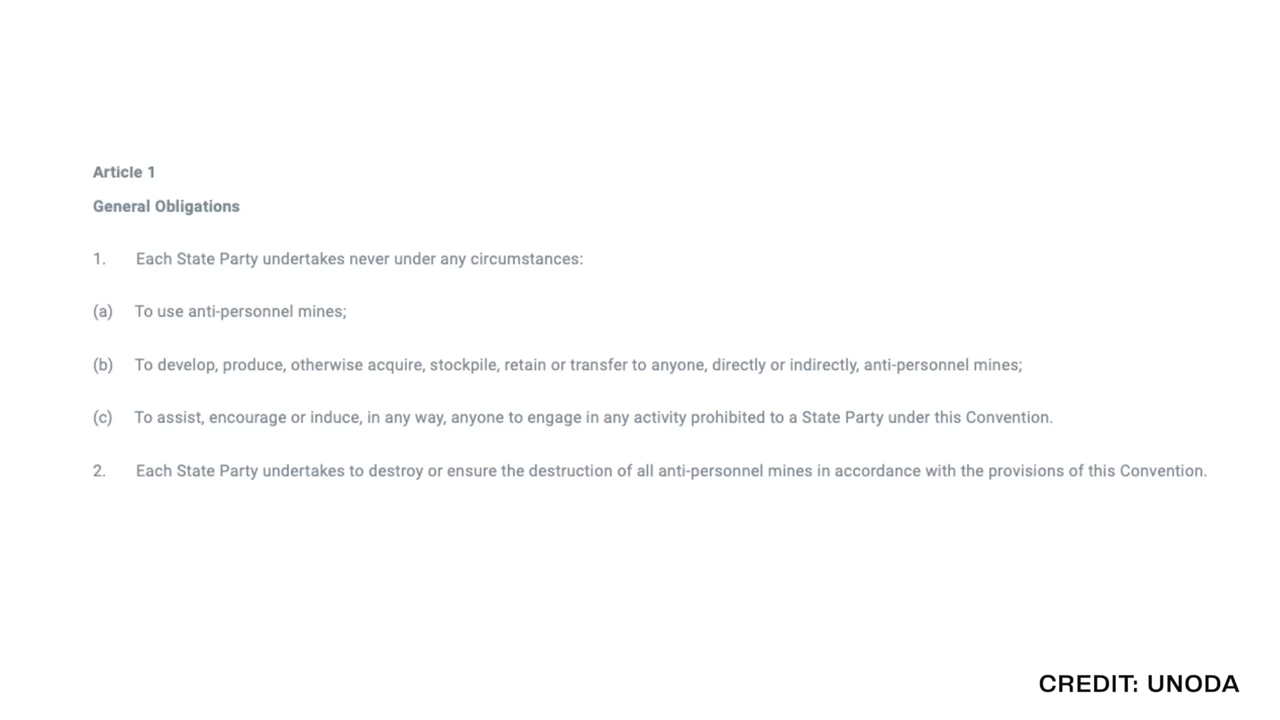 Article 1
General Obligations
1. Each State Party undertakes never under any circumstances:
(a) To use anti-personnel mines;
(b) To develop, produce, otherwise acquire, stockpile, retain or transfer to anyone, directly or indirectly, anti-personnel mines;
(c) To assist, encourage or induce, in any way, anyone to engage in any activity prohibited to a State Party under this Convention.
2. Each State Party undertakes to destroy or ensure the destruction of all anti-personnel mines in accordance with the provisions of this Convention.
CREDIT: UNODA